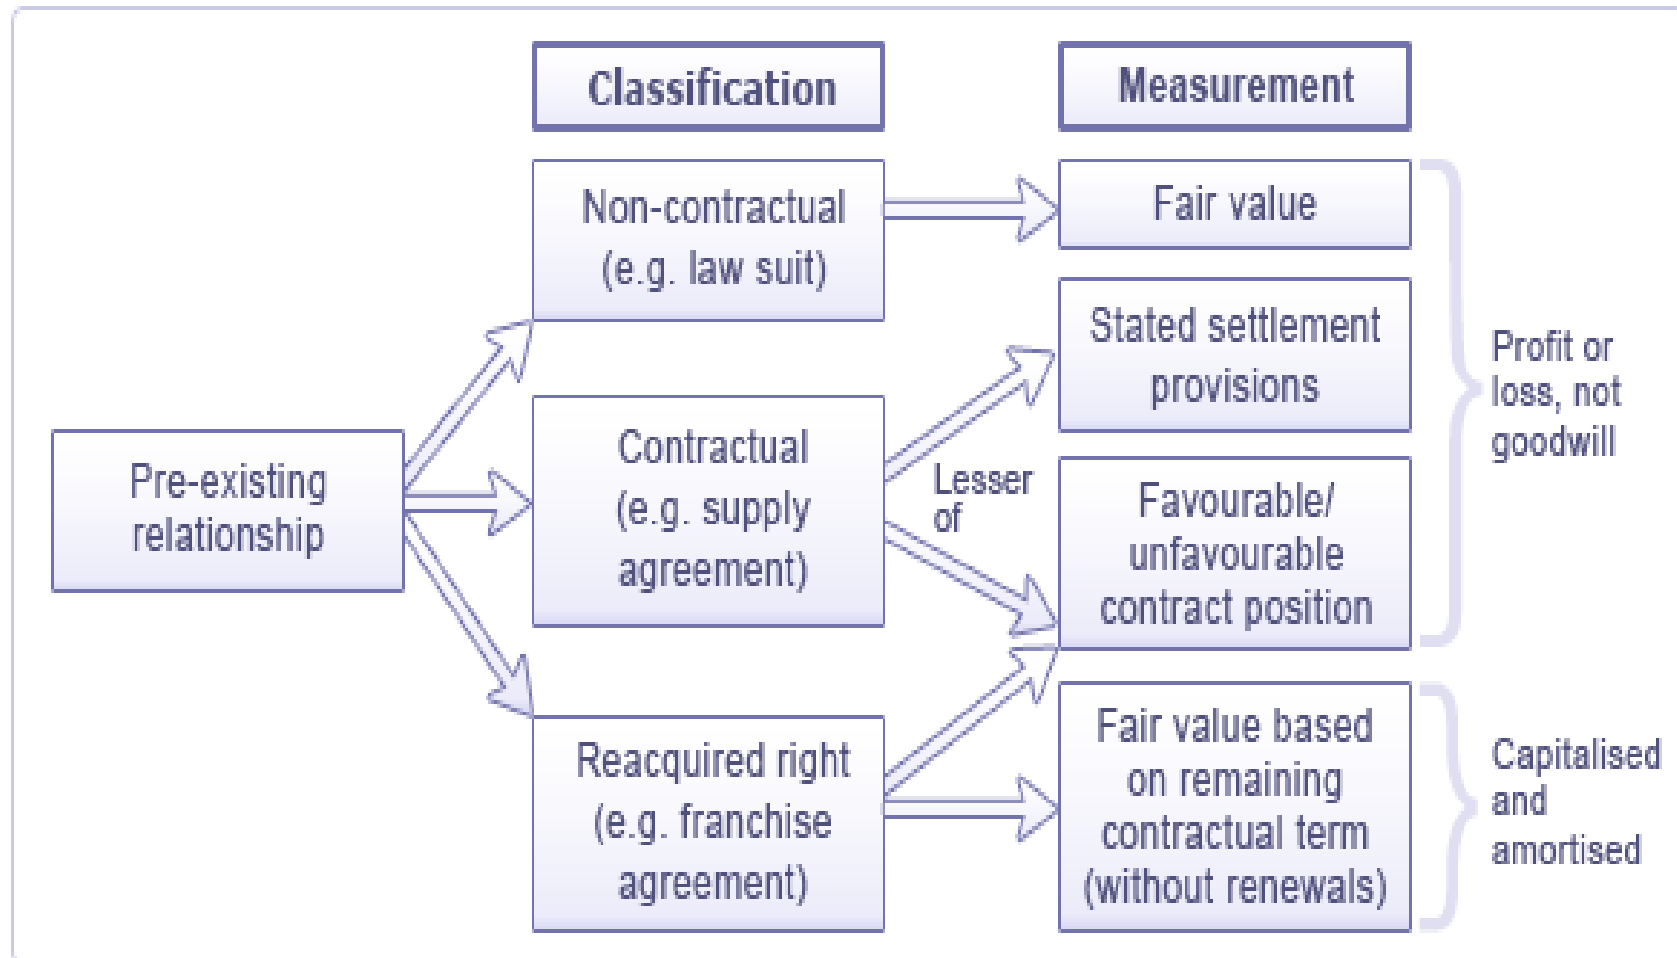 Classification
Measurement
Non-contractual
(e.g. law suit)
Fair value
Stated settlement
provisions
Profit or
loss, not
goodwill
Pre-existing
relationship
Contractual
(e.g. supply
agreement)
Lesser
of
Favourable/
unfavourable
contract position
Reacquired right
(e.g. franchise
agreement)
Fair value based
on remaining
contractual term
(without renewals)
Capitalised
and
amortised